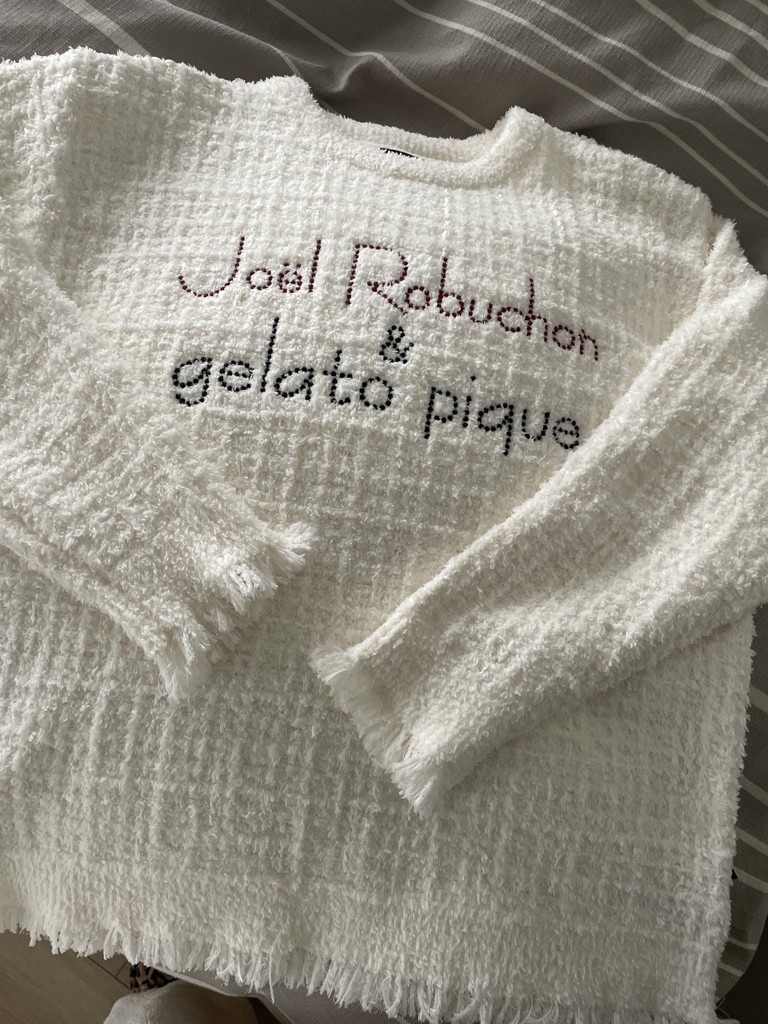 Joël Robuchon
&
gelato pique